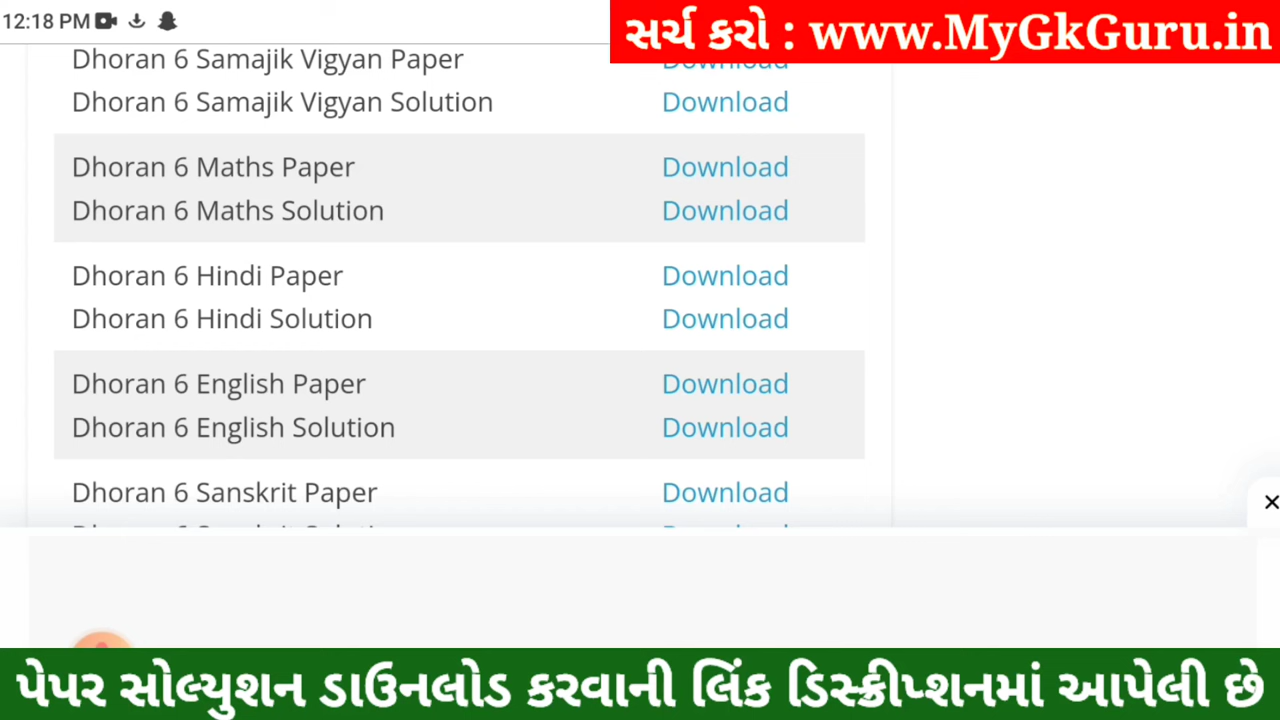 12:18 PM
સર્ચ કરો : www.MyGkGuru.in
Dhoran 6 Samajik Vigyan Paper Download
Dhoran 6 Samajik Vigyan Solution Download
Dhoran 6 Maths Paper Download
Dhoran 6 Maths Solution Download
Dhoran 6 Hindi Paper Download
Dhoran 6 Hindi Solution Download
Dhoran 6 English Paper Download
Dhoran 6 English Solution Download
Dhoran 6 Sanskrit Paper Download
પેપર સોલ્યુશન ડાઉનલોડ કરવાની લિંક ડિસ્ક્રીપ્શનમાં આપેલી છે